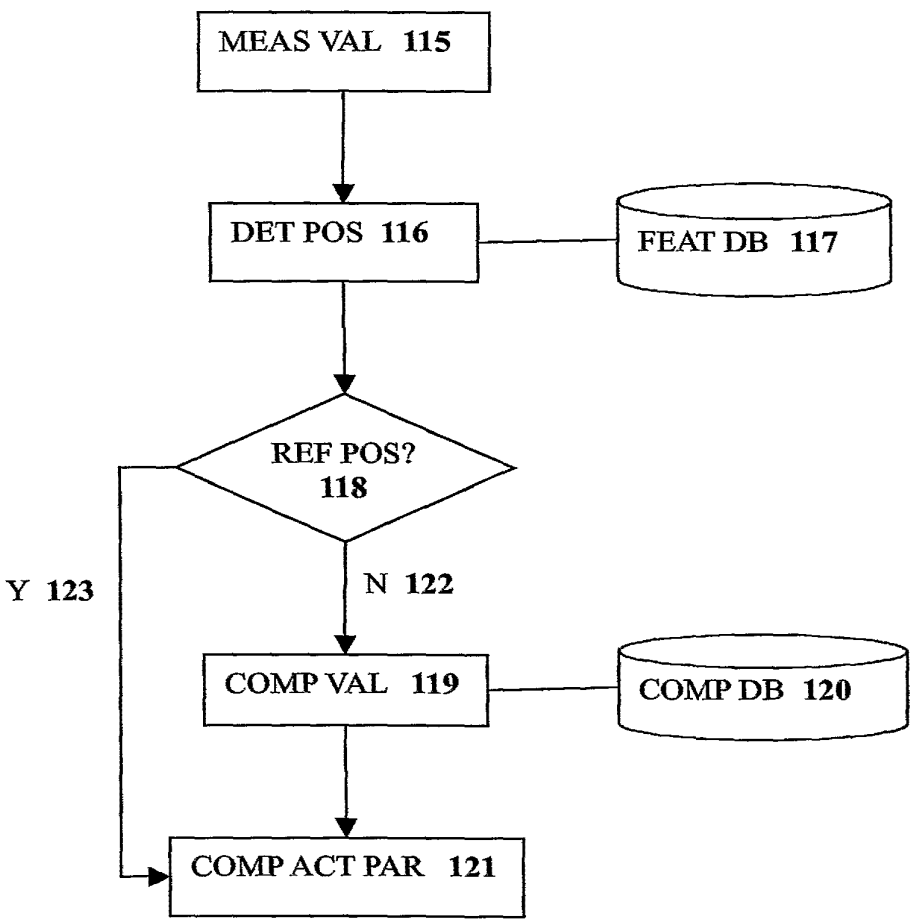 MEAS VAL 115
DET POS 116
FEAT DB 117
REF POS?
118
Y 123
N 122
COMP VAL 119
COMP DB 120
COMP ACT PAR 121